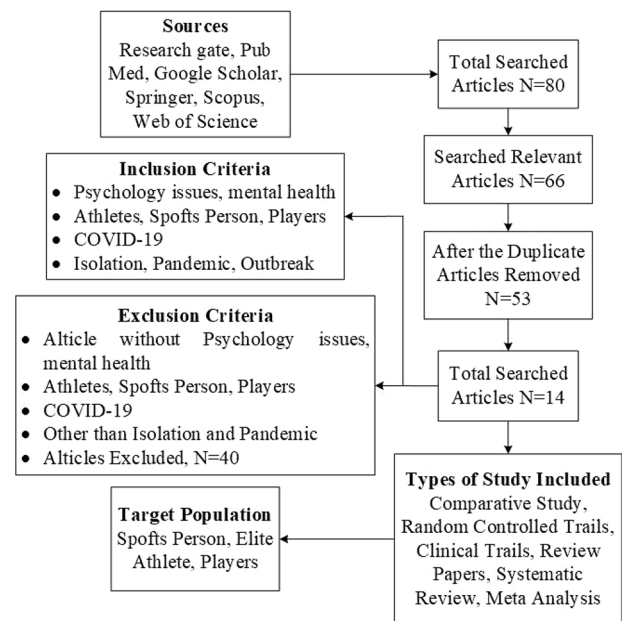 Sources
Research gate, Pub
Med, Google Scholar,
Springer, Scopus,
Web of Science
Total Searched
Articles N=80
Searched Relevant
Articles N=66
Inclusion Criteria
• Psychology issues, mental health
• Athletes, Spofts Person, Players
• COVID-19
• Isolation, Pandemic, Outbreak
After the Duplicate
Articles Removed
N=53
Exclusion Criteria
• Alticle without Psychology issues,
mental health
• Athletes, Spofts Person, Players
• COVID-19
• Other than Isolation and Pandemic
• Alticles Excluded, N=40
Total Searched
Articles N=14
Types of Study Included
Comparative Study,
Random Controlled Trails,
Clinical Trails, Review
Papers, Systematic
Review, Meta Analysis
Target Population
Spofts Person, Elite
Athlete, Players